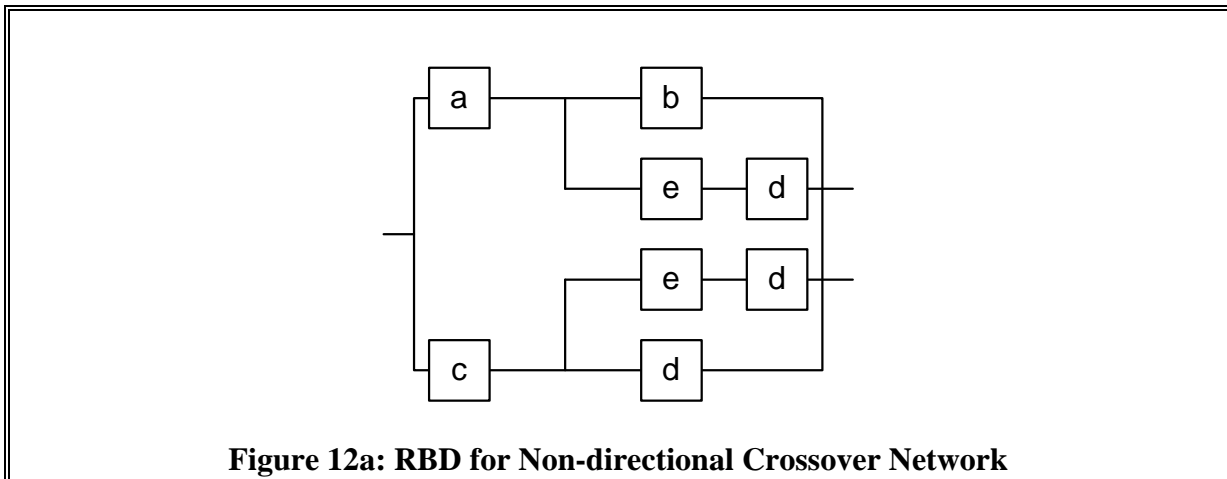 a
b
e d
e d
c d
Figure 12a: RBD for Non-directional Crossover Network